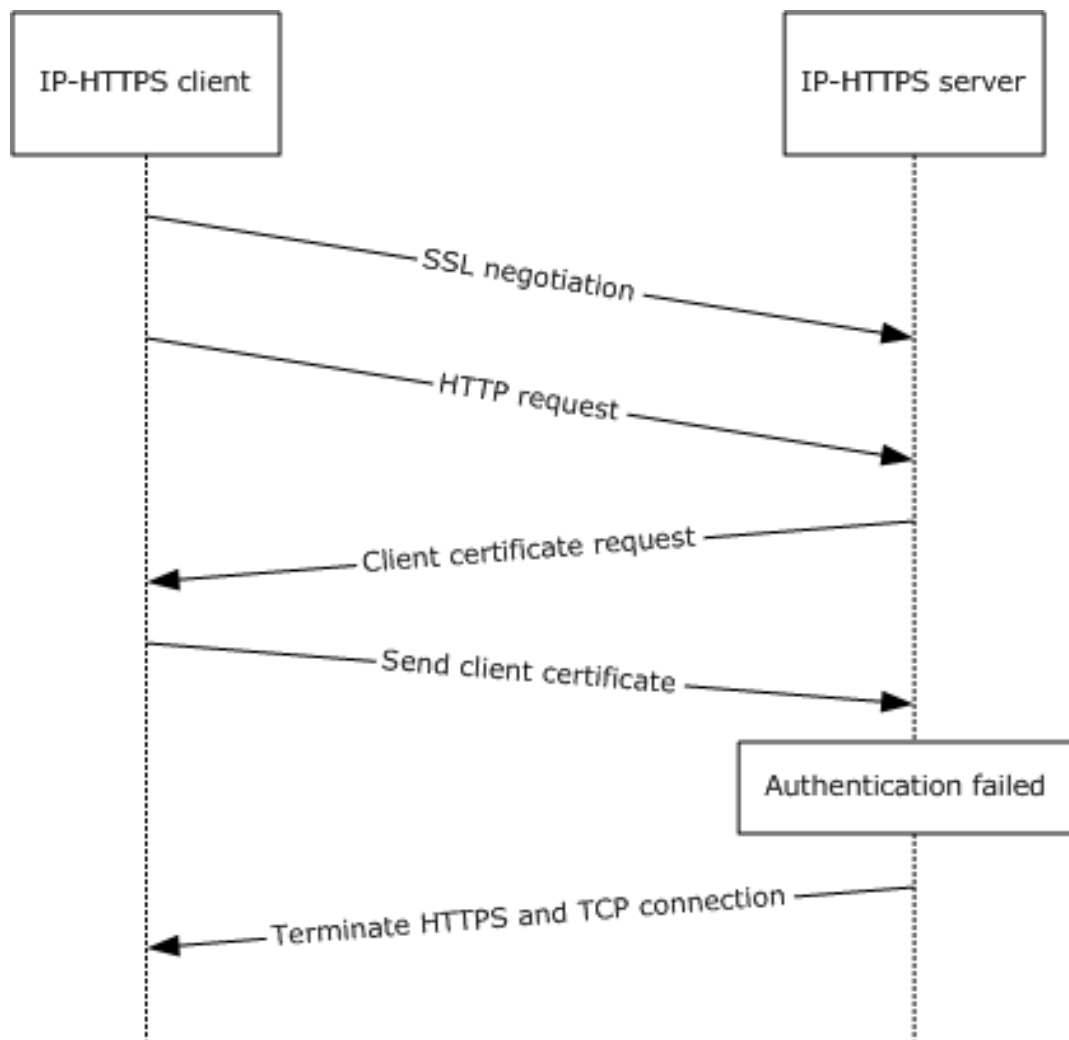 IP-HTTPS client
IP-HTTPS server
SSL negotiation
HTTP request
Client certificate request
Send client certificate
Authentication failed
Terminate HTTPS and TCP connection